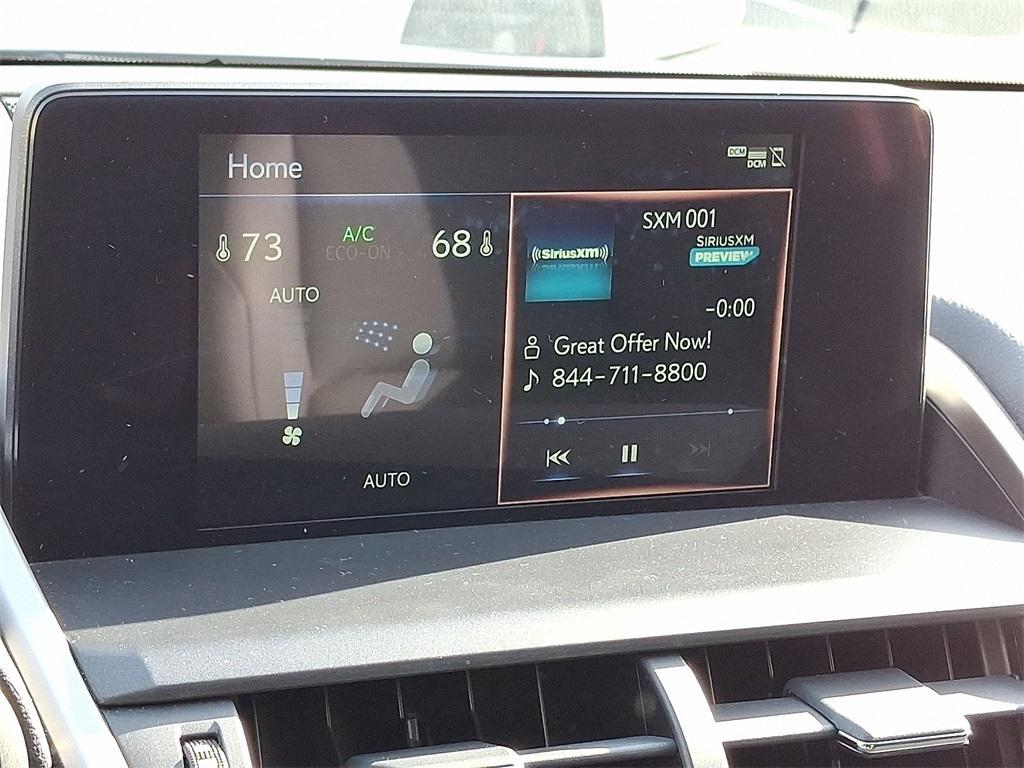 Home
DCM
DCM
73
A/C
ECO-ON
68
AUTO
AUTO
SXM 001
((SiriusXM))
SIRIUSXM
PREVIEW
-0:00
Great Offer Now!
844-711-8800